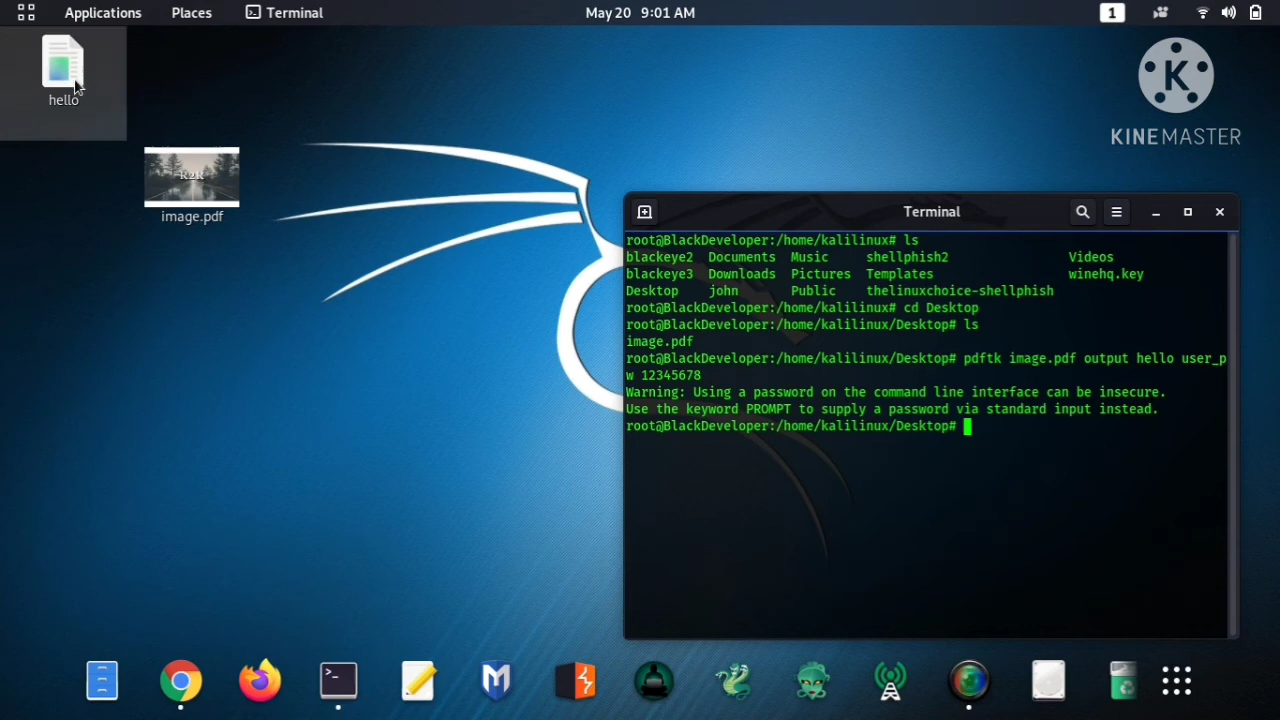 Applications Places Terminal May 20 9:01 AM 1
hello
K
KINEMASTER
R2R
image.pdf
Terminal
root@BlackDeveloper:/home/kalilinux# ls
blackeye2 Documents Music shellphish2 Videos
blackeye3 Downloads Pictures Templates winehq.key
Desktop john Public thelinuxchoice-shellphish
root@BlackDeveloper:/home/kalilinux# cd Desktop
root@BlackDeveloper:/home/kalilinux/Desktop# ls
image.pdf
root@BlackDeveloper:/home/kalilinux/Desktop# pdftk image.pdf output hello user_p
w 12345678
Warning: Using a password on the command line interface can be insecure.
Use the keyword PROMPT to supply a password via standard input instead.
root@BlackDeveloper:/home/kalilinux/Desktop#
>_